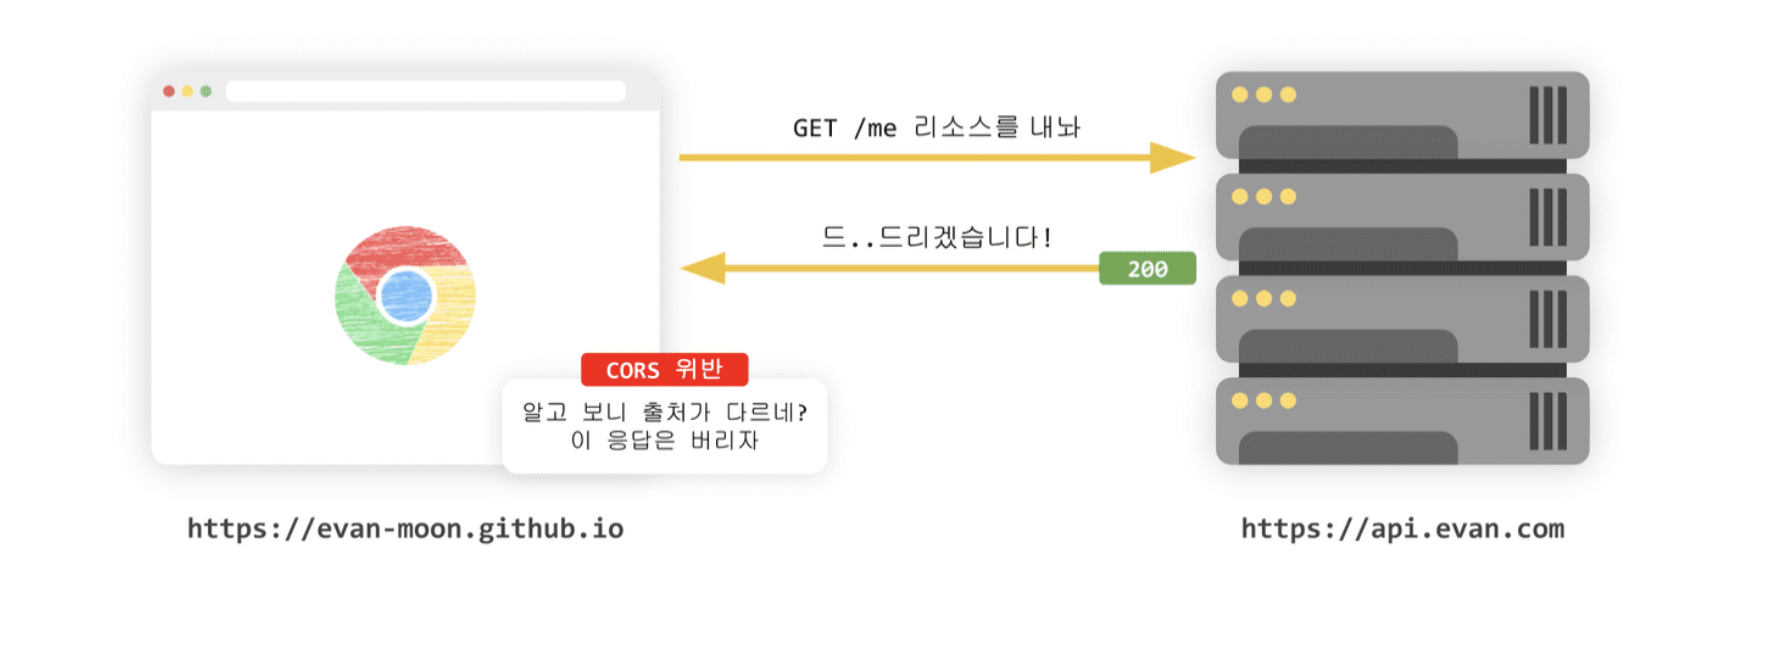 GET /me 리소스를 내놔
드..드리겠습니다!
200
CORS 위반
알고 보니 출처가 다르네?
이 응답은 버리자
https://evan-moon.github.io
https://api.evan.com